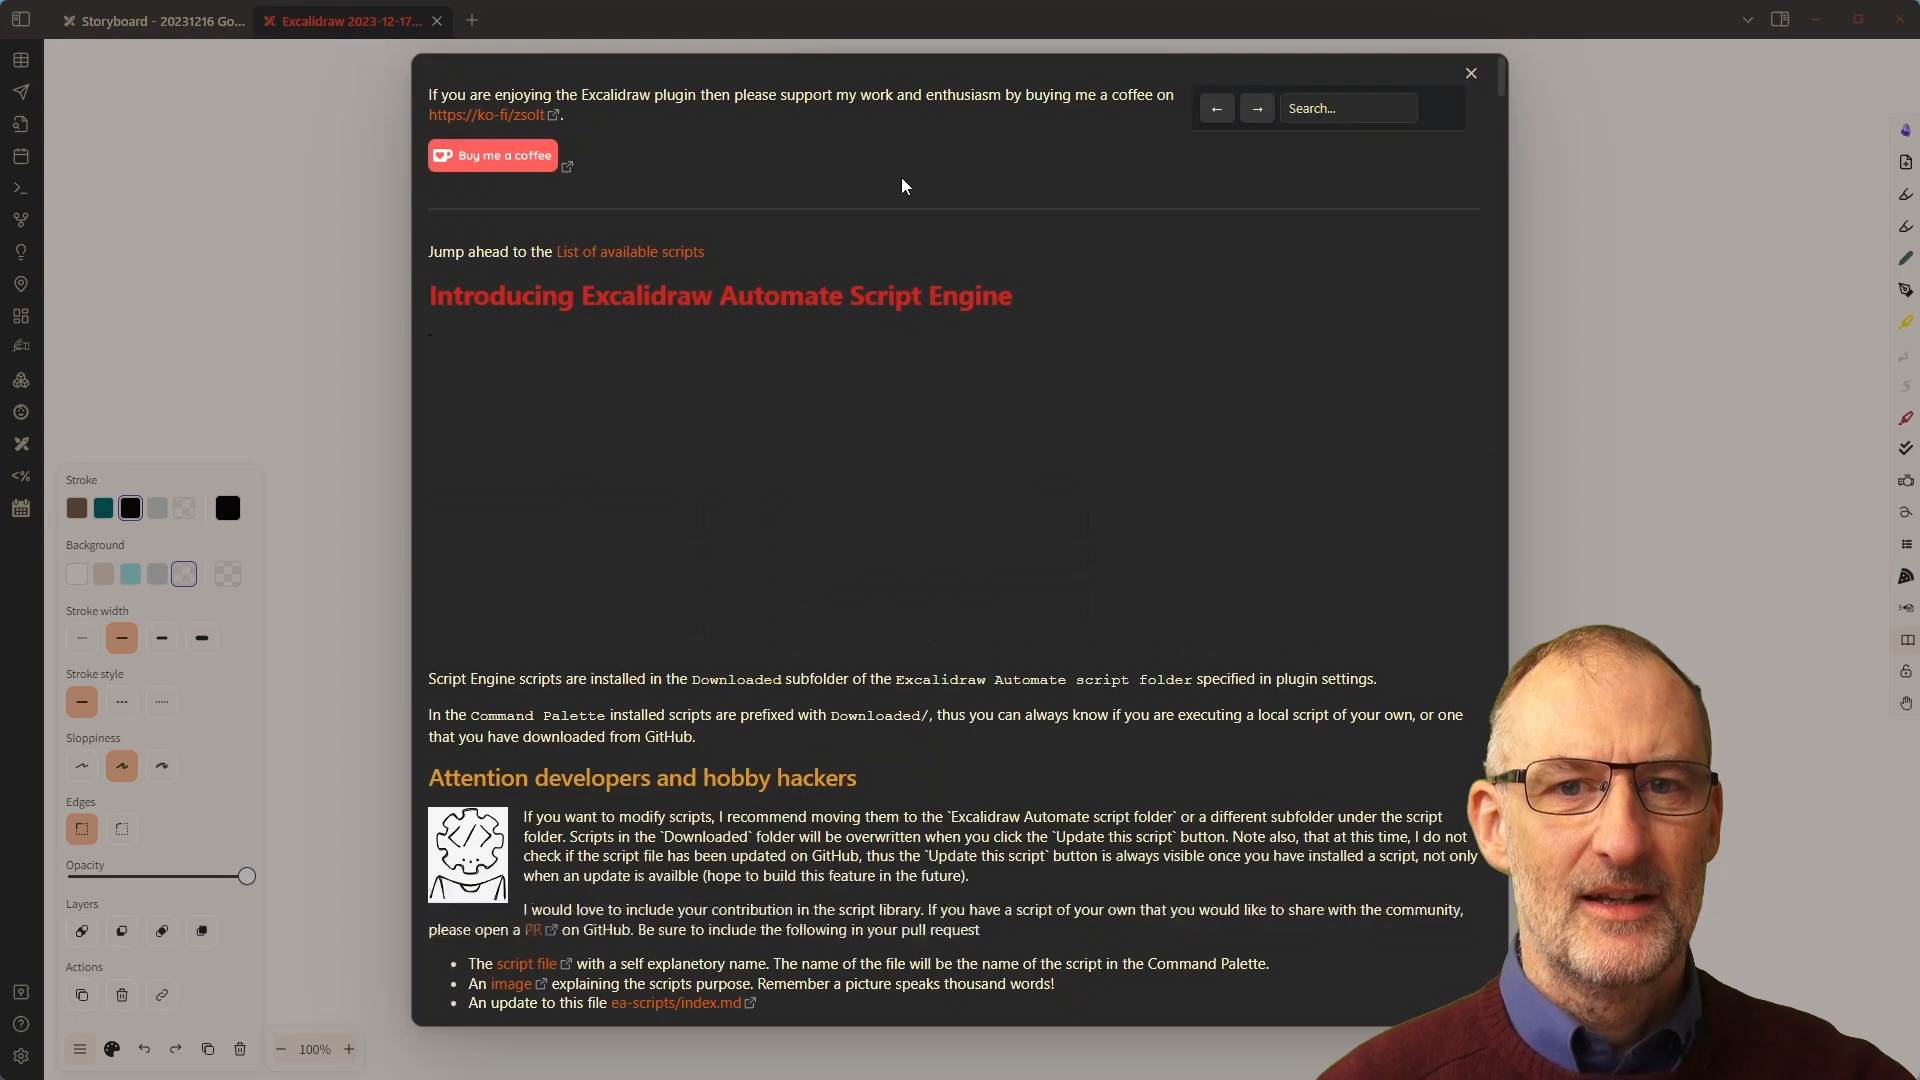 Storyboard - 20231216 Go...
Excalidraw 2023-12-17...
If you are enjoying the Excalidraw plugin then please support my work and enthusiasm by buying me a coffee on
https://ko-fi/zsolt.
Search...
Buy me a coffee
Jump ahead to the List of available scripts
Introducing Excalidraw Automate Script Engine
Script Engine scripts are installed in the Downloaded subfolder of the Excalidraw Automate script folder specified in plugin settings.
In the Command Palette installed scripts are prefixed with Downloaded/, thus you can always know if you are executing a local script of your own, or one
that you have downloaded from GitHub.
Attention developers and hobby hackers
If you want to modify scripts, I recommend moving them to the `Excalidraw Automate script folder` or a different subfolder under the script
folder. Scripts in the `Downloaded` folder will be overwritten when you click the `Update this script` button. Note also, that at this time, I do not
check if the script file has been updated on GitHub, thus the `Update this script` button is always visible once you have installed a script, not only
when an update is availble (hope to build this feature in the future).
I would love to include your contribution in the script library. If you have a script of your own that you would like to share with the community,
please open a PR on GitHub. Be sure to include the following in your pull request
• The script file with a self explanetory name. The name of the file will be the name of the script in the Command Palette.
• An image explaining the scripts purpose. Remember a picture speaks thousand words!
• An update to this file ea-scripts/index.md
Stroke
Background
Stroke width
Stroke style
Sloppiness
Edges
Opacity
Layers
Actions
100%